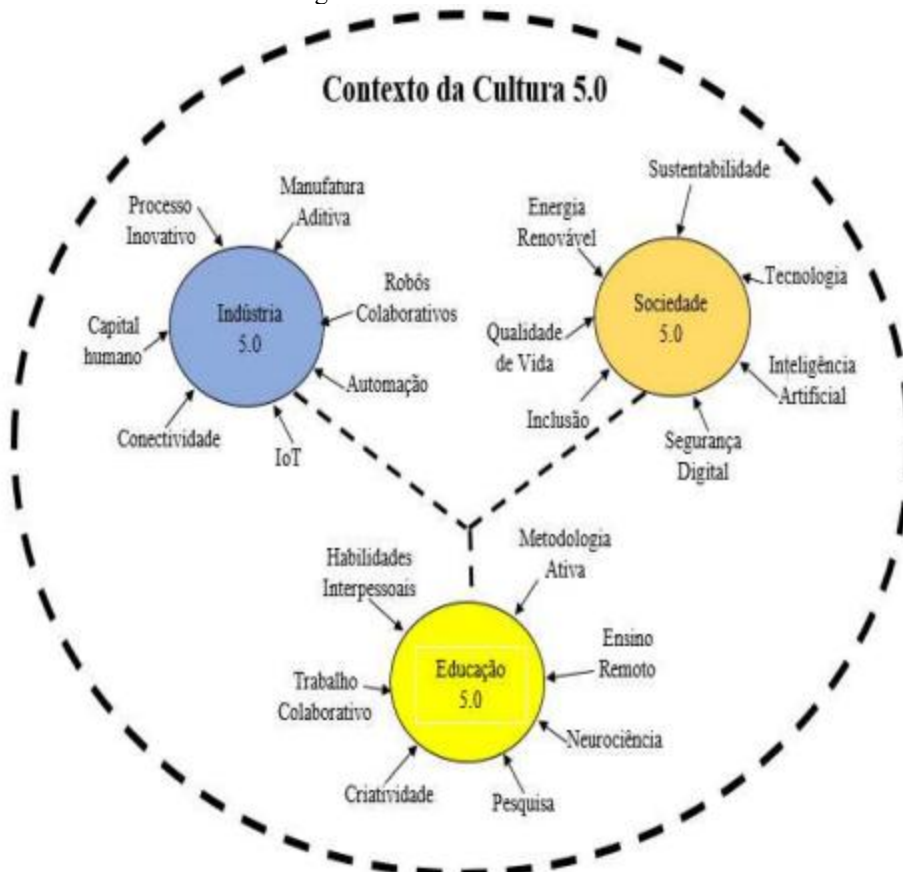 Contexto da Cultura 5.0
Processo
Inovativo
Manufatura
Aditiva
Robôs
Colaborativos
Capital
humano
Indústria
5.0
Automação
Conectividade
IoT
Sustentabilidade
Energia
Renovável
Tecnologia
Sociedade
5.0
Qualidade
de Vida
Inteligência
Artificial
Inclusão
Segurança
Digital
Habilidades
Interpessoais
Metodologia
Ativa
Ensino
Remoto
Educação
5.0
Trabalho
Colaborativo
Neurociência
Criatividade
Pesquisa